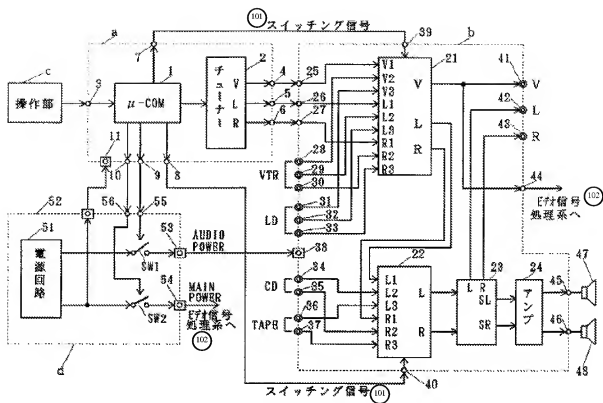 101 スイッチング信号
a
b
c
操作部
3
7
1
μ-COM
2
チューナー
V
L
R
4
5
6
25
26
27
39
21
V1
V2
V3
L1
L2
L3
R1
R2
R3
V
L
R
41 V
42 L
43 R
11
10
9
8
28
VTR 29
30
31
LD 32
33
44
ビデオ信号
処理系へ 102
52
51
電源回路
56
55
53
AUDIO
POWER
SW1
38
54
MAIN
POWER
SW2
ビデオ信号
処理系へ
102
d
CD
34
35
TAPE
36
37
22
L1
L2
L3
R1
R2
R3
L
R
23
L R
SL
SR
24
アンプ
45
46
47
48
スイッチング信号 101
40